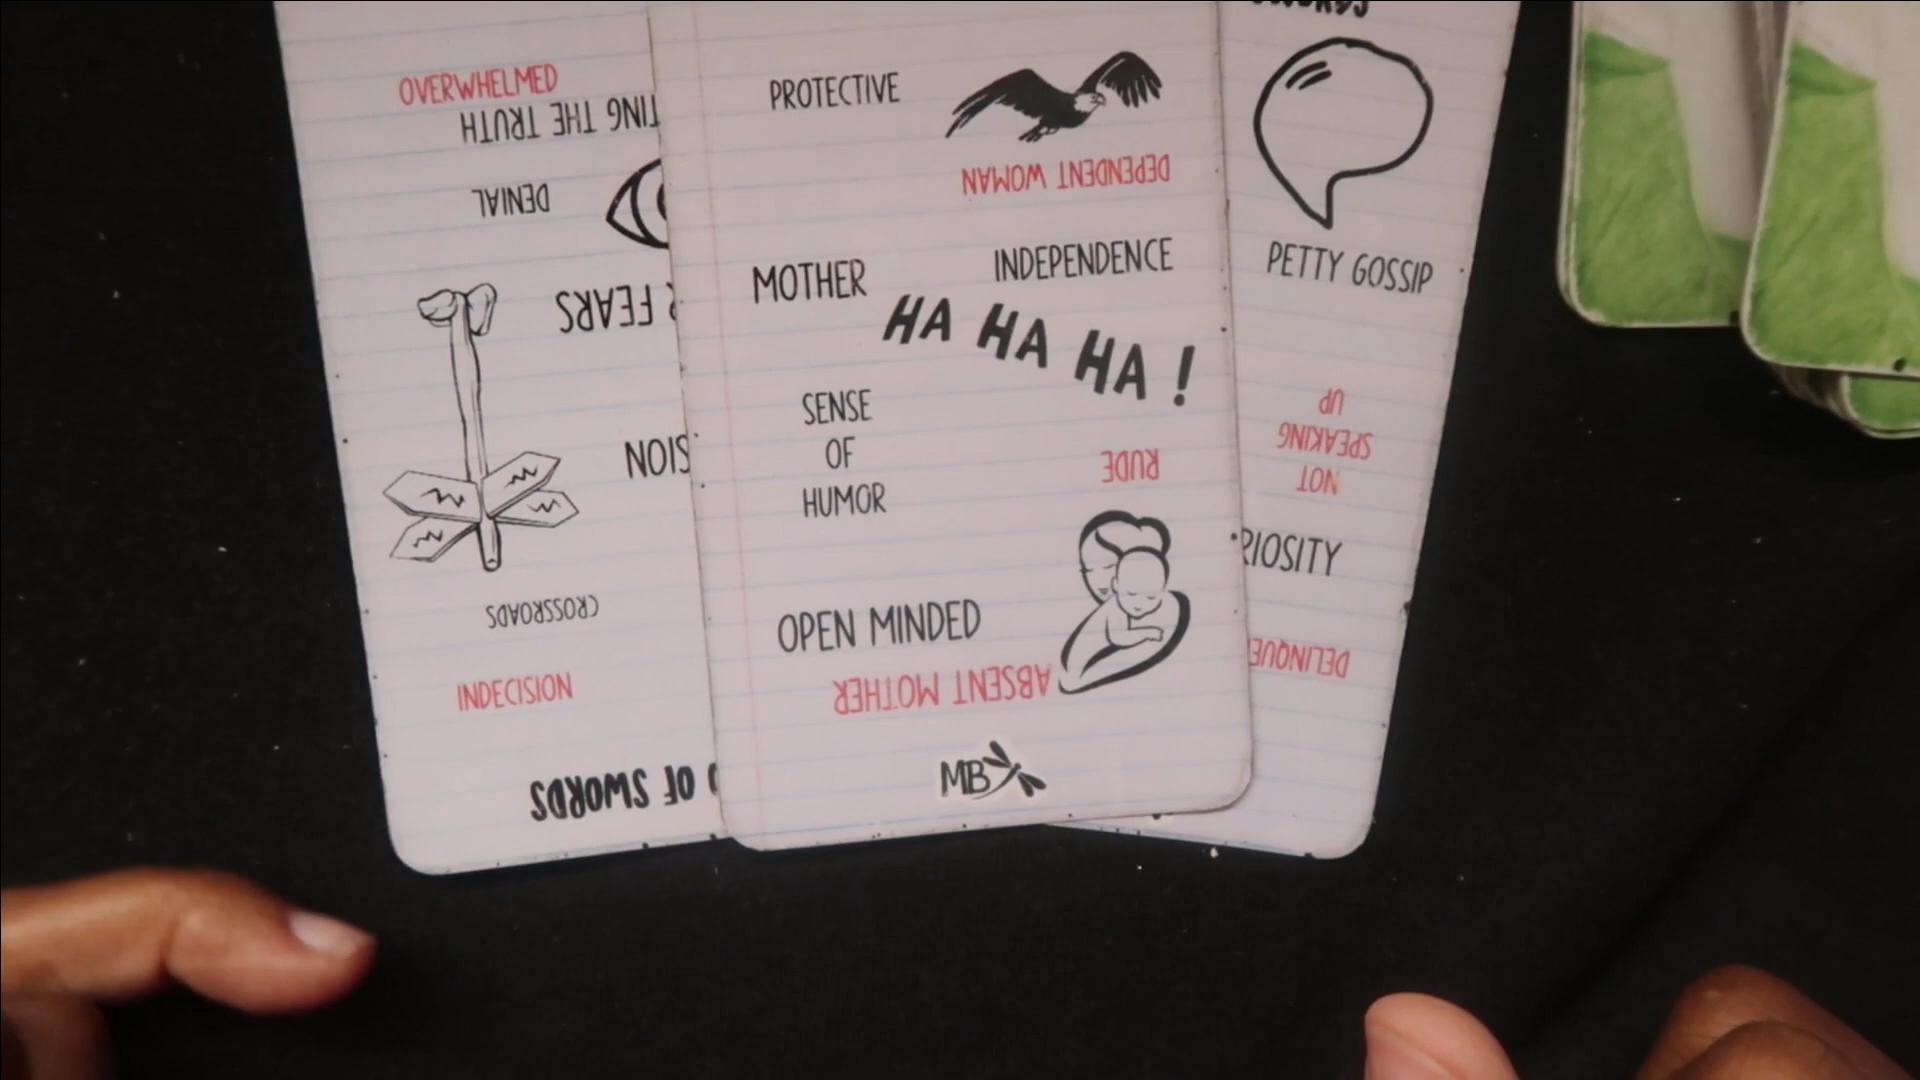 OVERWHELMED
TING THE TRUTH
DENIAL
FEARS
SION
CROSSROADS
INDECISION
OF SWORDS
PROTECTIVE
DEPENDENT WOMAN
MOTHER
INDEPENDENCE
HA HA HA !
SENSE
OF
HUMOR
RUDE
OPEN MINDED
ABSENT MOTHER
MB
PETTY GOSSIP
NOT
SPEAKING
UP
RIOSITY
DELINQUE